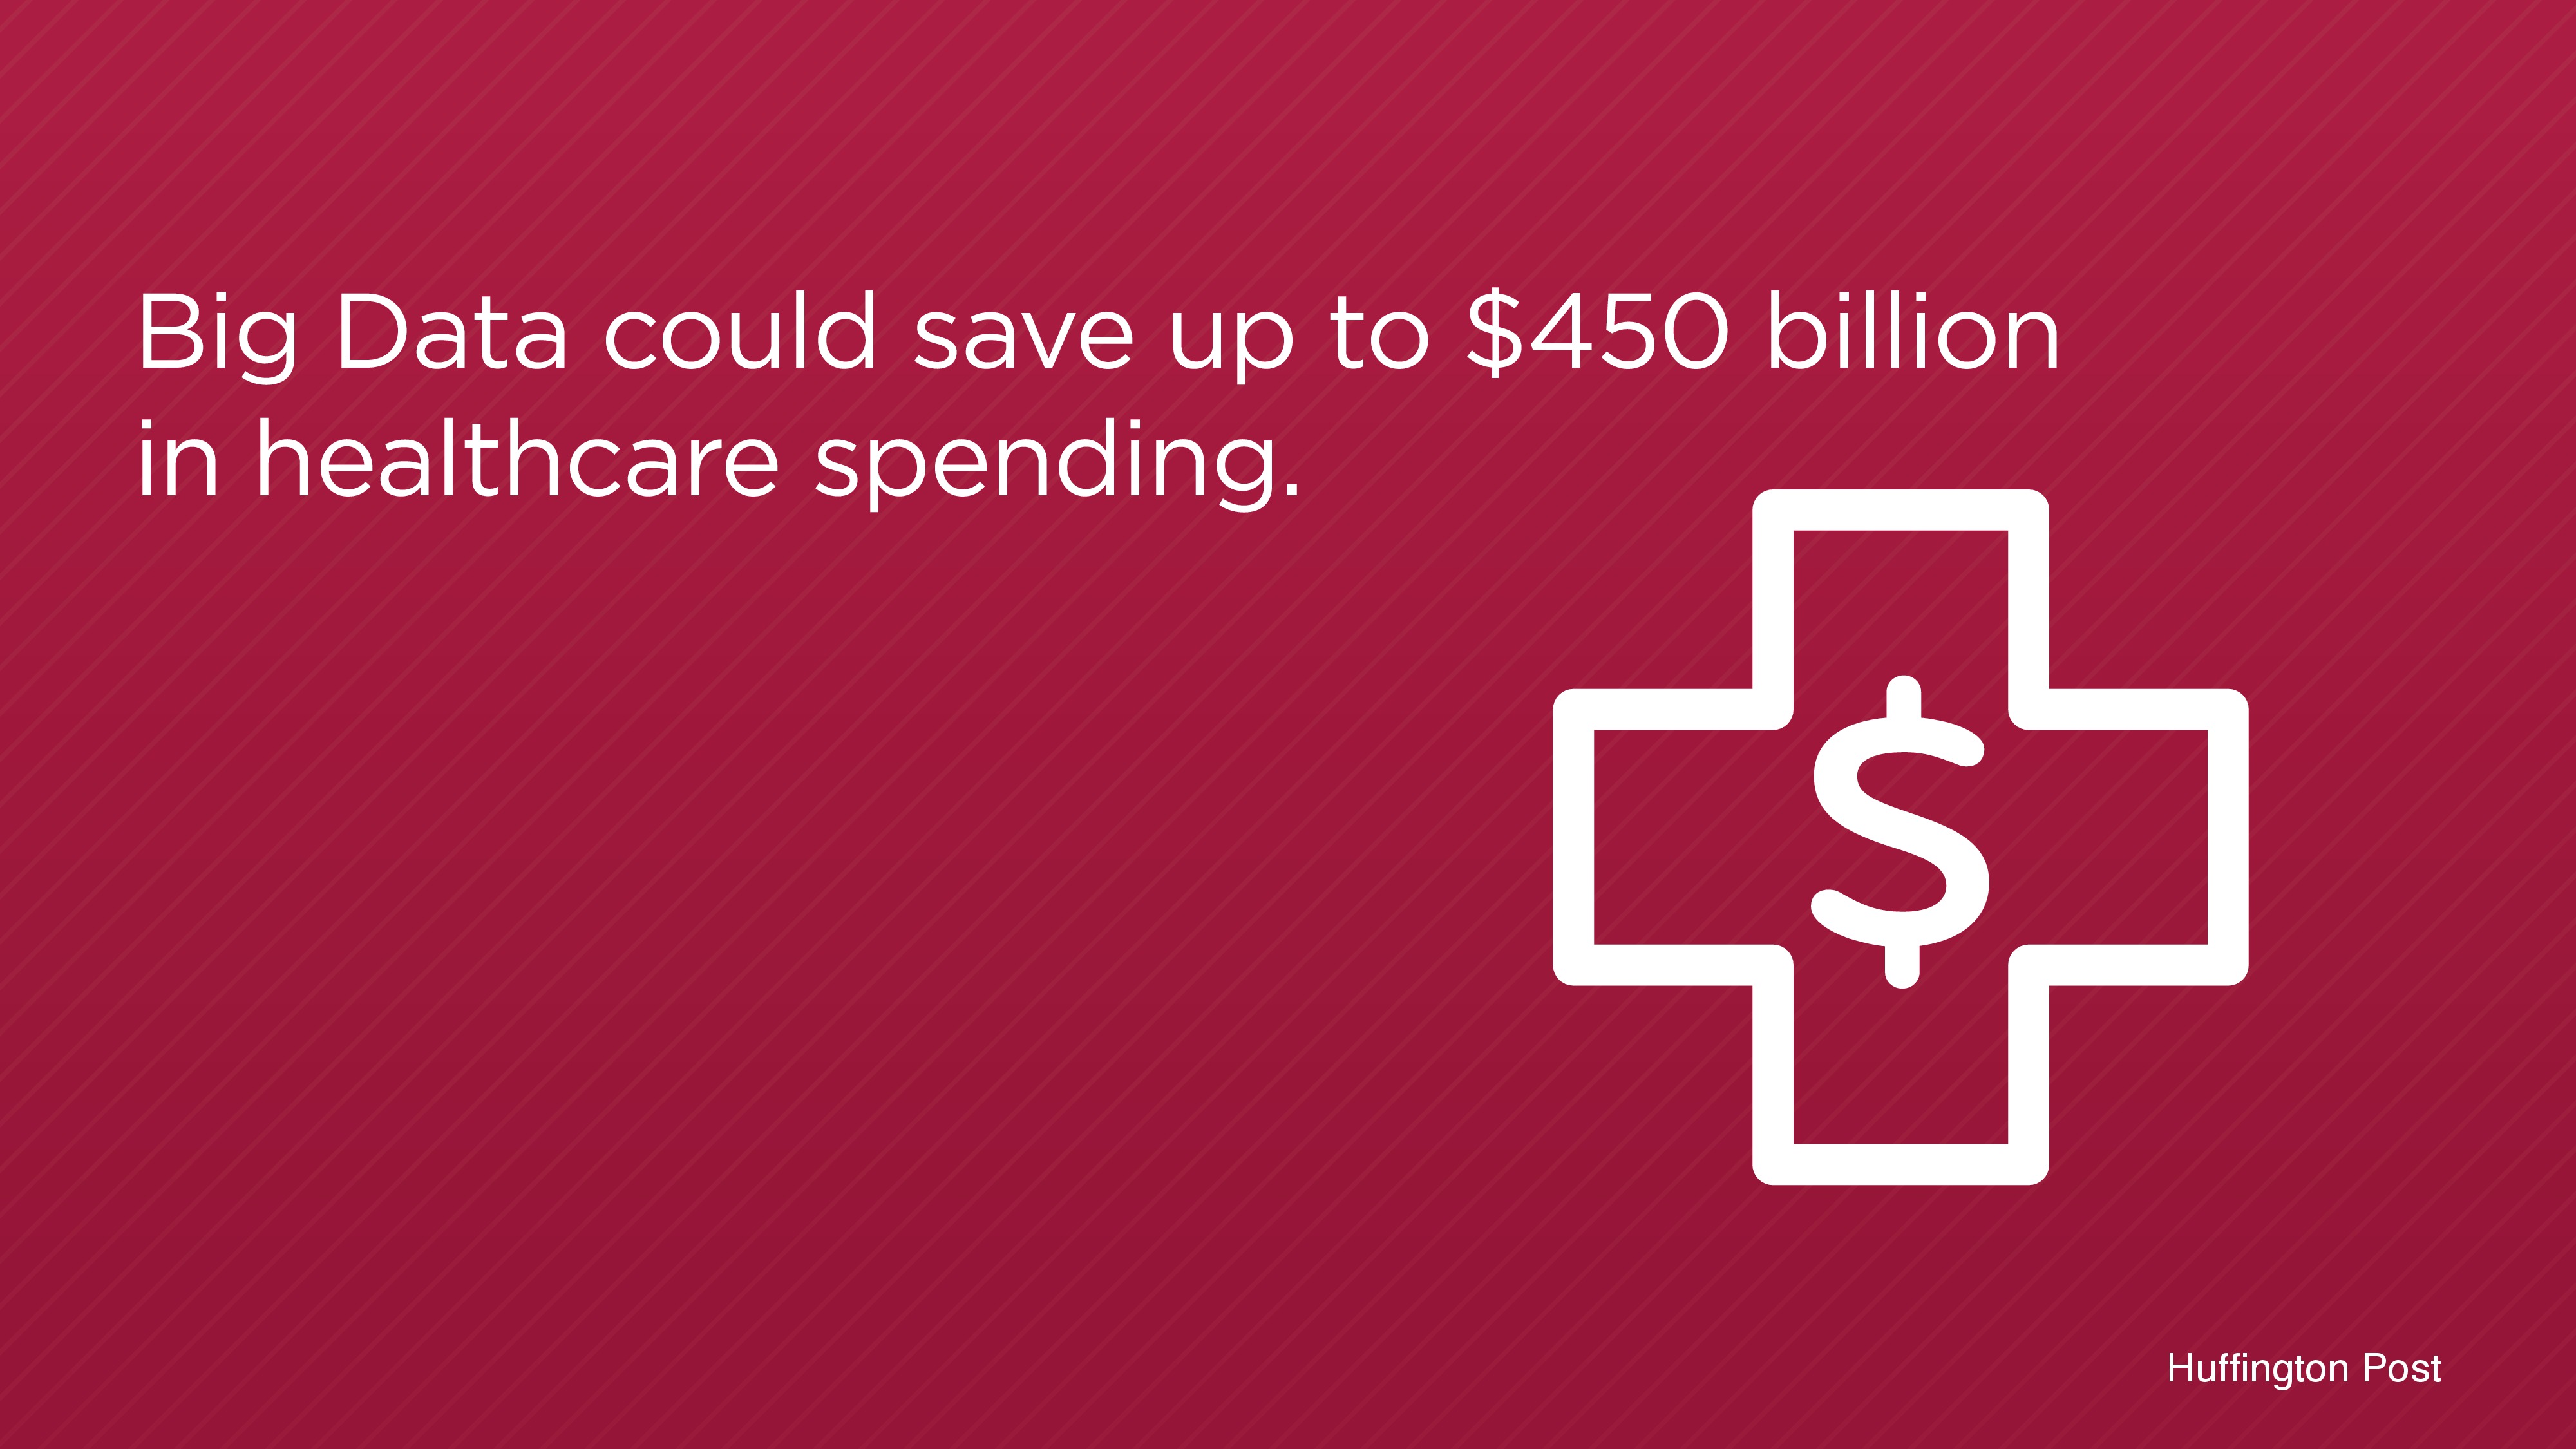 Big Data could save up to $450 billion
in healthcare spending.
$
Huffington Post